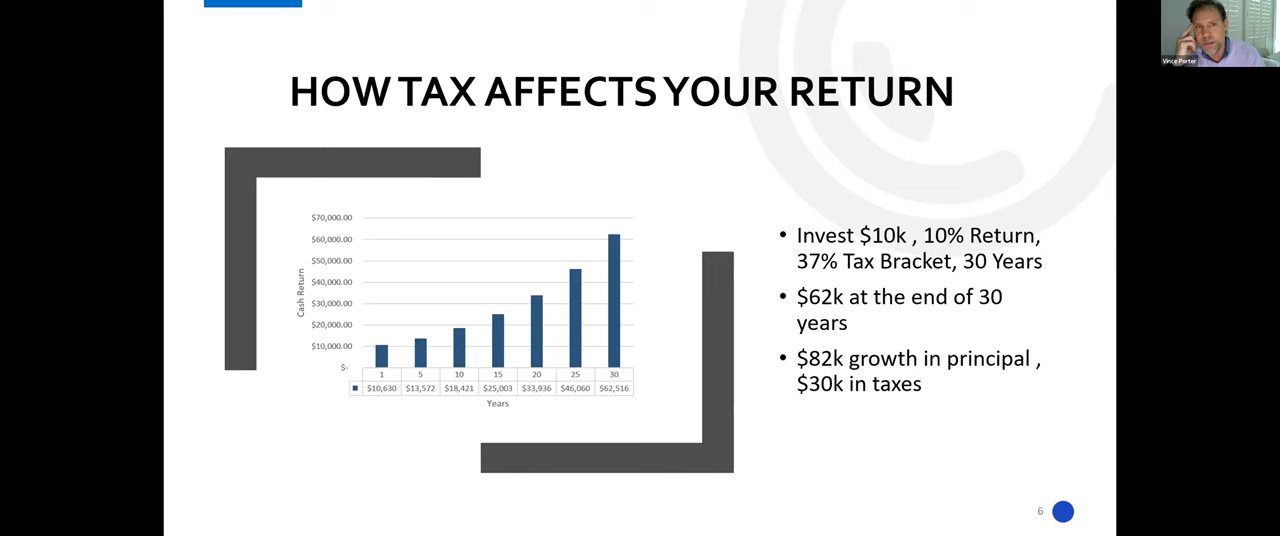 Vince Porter
HOW TAX AFFECTS YOUR RETURN
$70,000.00
$60,000.00
$50,000.00
$40,000.00
$30,000.00
$20,000.00
$10,000.00
$-
Cash Return
1 5 10 15 20 25 30
$10,630 $13,572 $18,421 $25,003 $33,936 $46,060 $62,516
Years
• Invest $10k , 10% Return,
37% Tax Bracket, 30 Years
• $62k at the end of 30
years
• $82k growth in principal ,
$30k in taxes
6